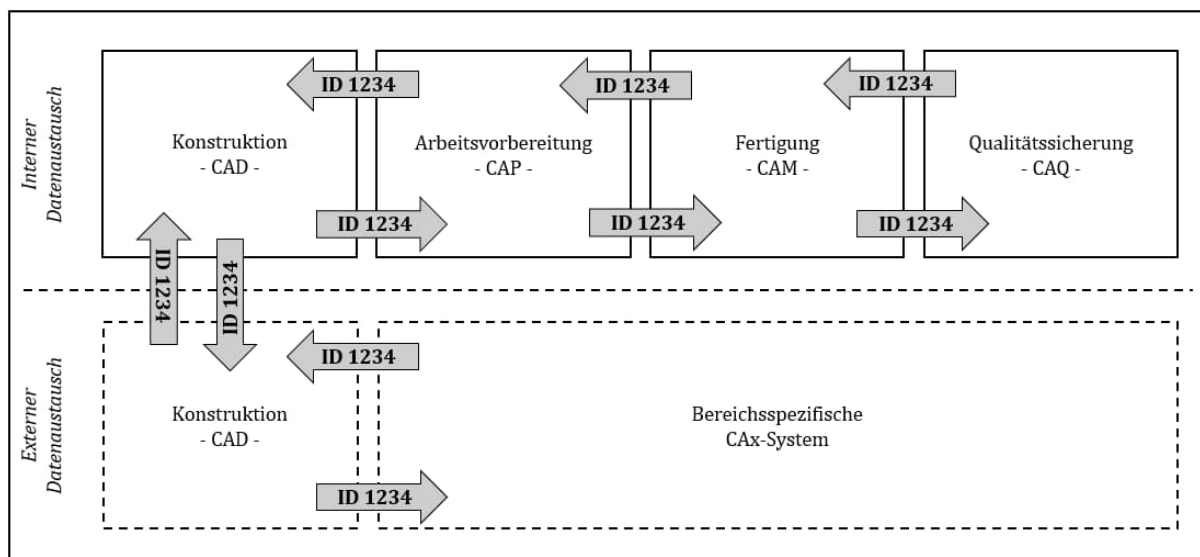 Interner
Datenaustausch
ID 1234
ID 1234
ID 1234
Konstruktion
- CAD -
Arbeitsvorbereitung
- CAP -
Fertigung
- CAM -
Qualitätssicherung
- CAQ -
ID 1234
ID 1234
ID 1234
ID 1234
ID 1234
Externer
Datenaustausch
ID 1234
Konstruktion
- CAD -
Bereichsspezifische
CAx-System
ID 1234